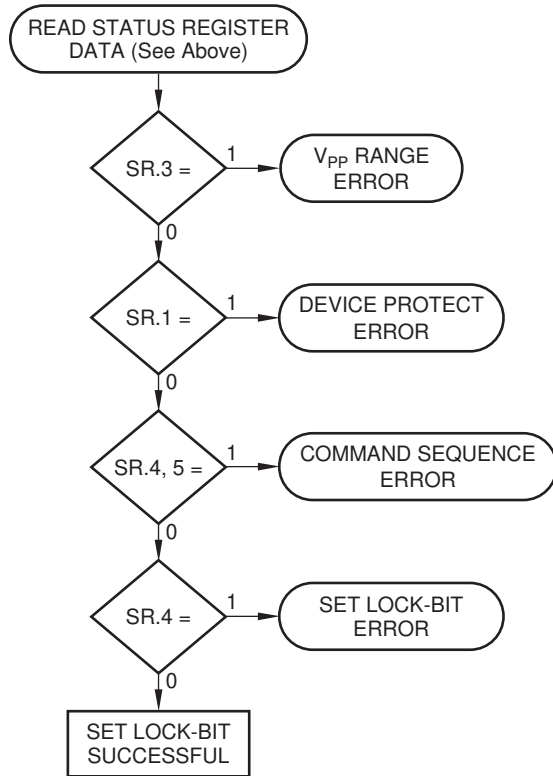 READ STATUS REGISTER
DATA (See Above)
SR.3 =
1
V_PP RANGE
ERROR
0
SR.1 =
1
DEVICE PROTECT
ERROR
0
SR.4, 5 =
1
COMMAND SEQUENCE
ERROR
0
SR.4 =
1
SET LOCK-BIT
ERROR
0
SET LOCK-BIT
SUCCESSFUL